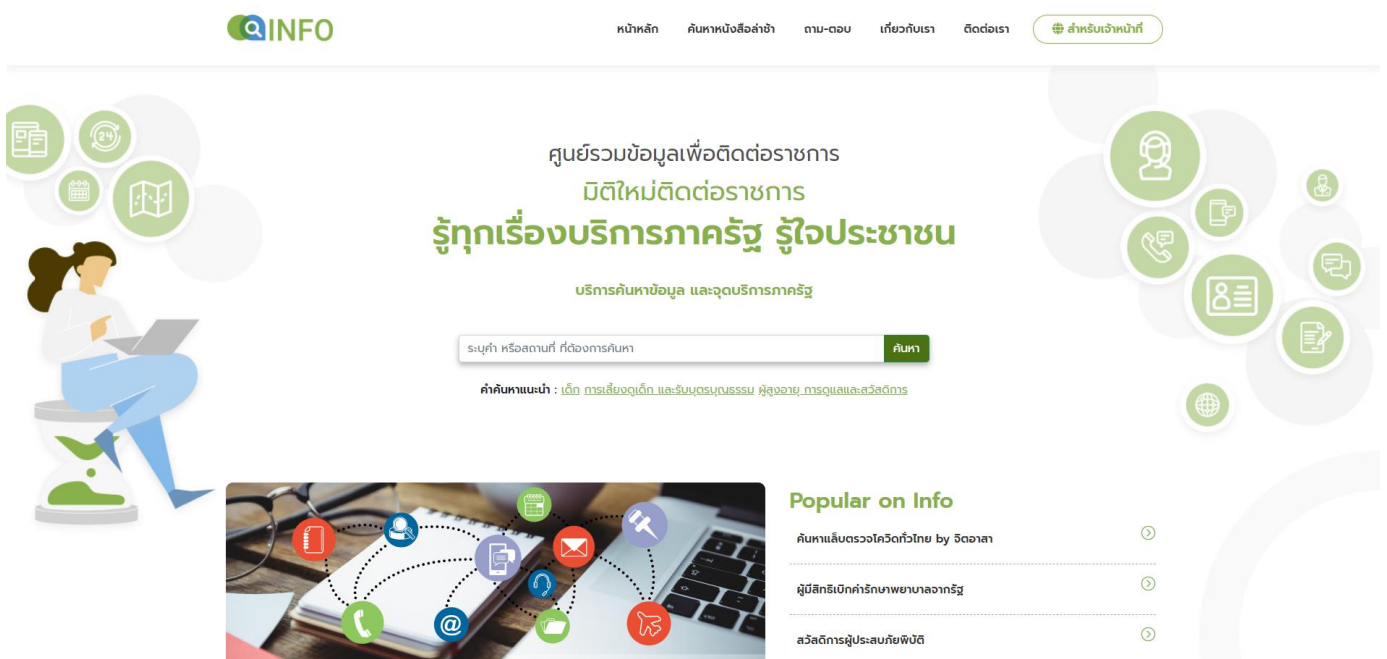 INFO
หน้าหลัก ค้นหาหนังสือล่าช้า ถาม-ตอบ เกี่ยวกับเรา ติดต่อเรา สำหรับเจ้าหน้าที่
24
ศูนย์รวมข้อมูลเพื่อติดต่อราชการ
มิติใหม่ติดต่อราชการ
รู้ทุกเรื่องบริการภาครัฐ รู้ใจประชาชน
บริการค้นหาข้อมูล และจุดบริการภาครัฐ
ระบุคำ หรือสถานที่ ที่ต้องการค้นหา ค้นหา
คำค้นหาแนะนำ : เด็ก การเลี้ยงดูเด็ก และรับบุตรบุญธรรม ผู้สูงอายุ การดูแลและสวัสดิการ
@
Popular on Info
ค้นหาแล็บตรวจโควิดทั่วไทย by จิตอาสา
ผู้มีสิทธิเบิกค่ารักษาพยาบาลจากรัฐ
สวัสดิการผู้ประสบภัยพิบัติ